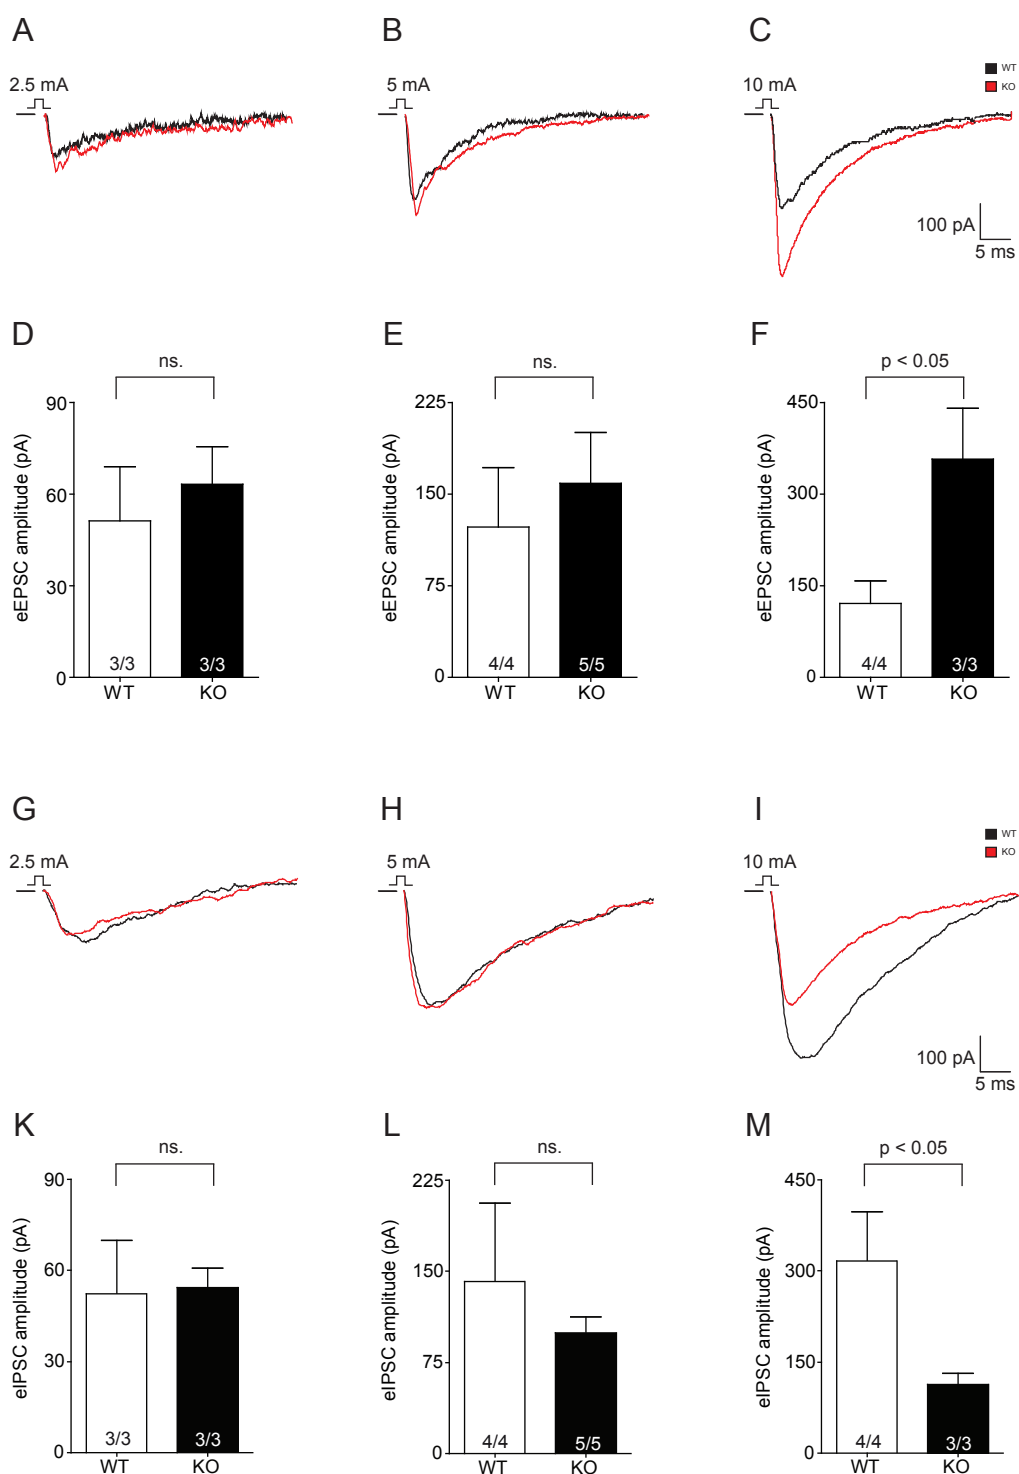 A
B
C
2.5 mA
5 mA
10 mA
WT
KO
100 pA
5 ms
D
E
F
ns.
ns.
p < 0.05
eEPSC amplitude (pA)
90
60
30
0
3/3
3/3
WT
KO
eEPSC amplitude (pA)
225
150
75
0
4/4
5/5
WT
KO
eEPSC amplitude (pA)
450
300
150
0
4/4
3/3
WT
KO
G
H
I
2.5 mA
5 mA
10 mA
WT
KO
100 pA
5 ms
K
L
M
ns.
ns.
p < 0.05
eIPSC amplitude (pA)
90
60
30
0
3/3
3/3
WT
KO
eIPSC amplitude (pA)
225
150
75
0
4/4
5/5
WT
KO
eIPSC amplitude (pA)
450
300
150
0
4/4
3/3
WT
KO